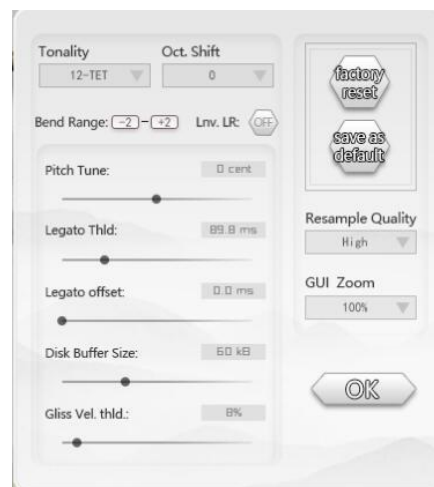 Tonality
Oct. Shift
12-TET
0
Bend Range: -2 - +2
Lnv. LR: OFF
Pitch Tune: 0 cent
Legato Thld: 89.8 ms
Legato offset: 0.0 ms
Disk Buffer Size: 60 kB
Gliss Vel. thld.: 8%
factory
reset
save as
default
Resample Quality
High
GUI Zoom
100%
OK